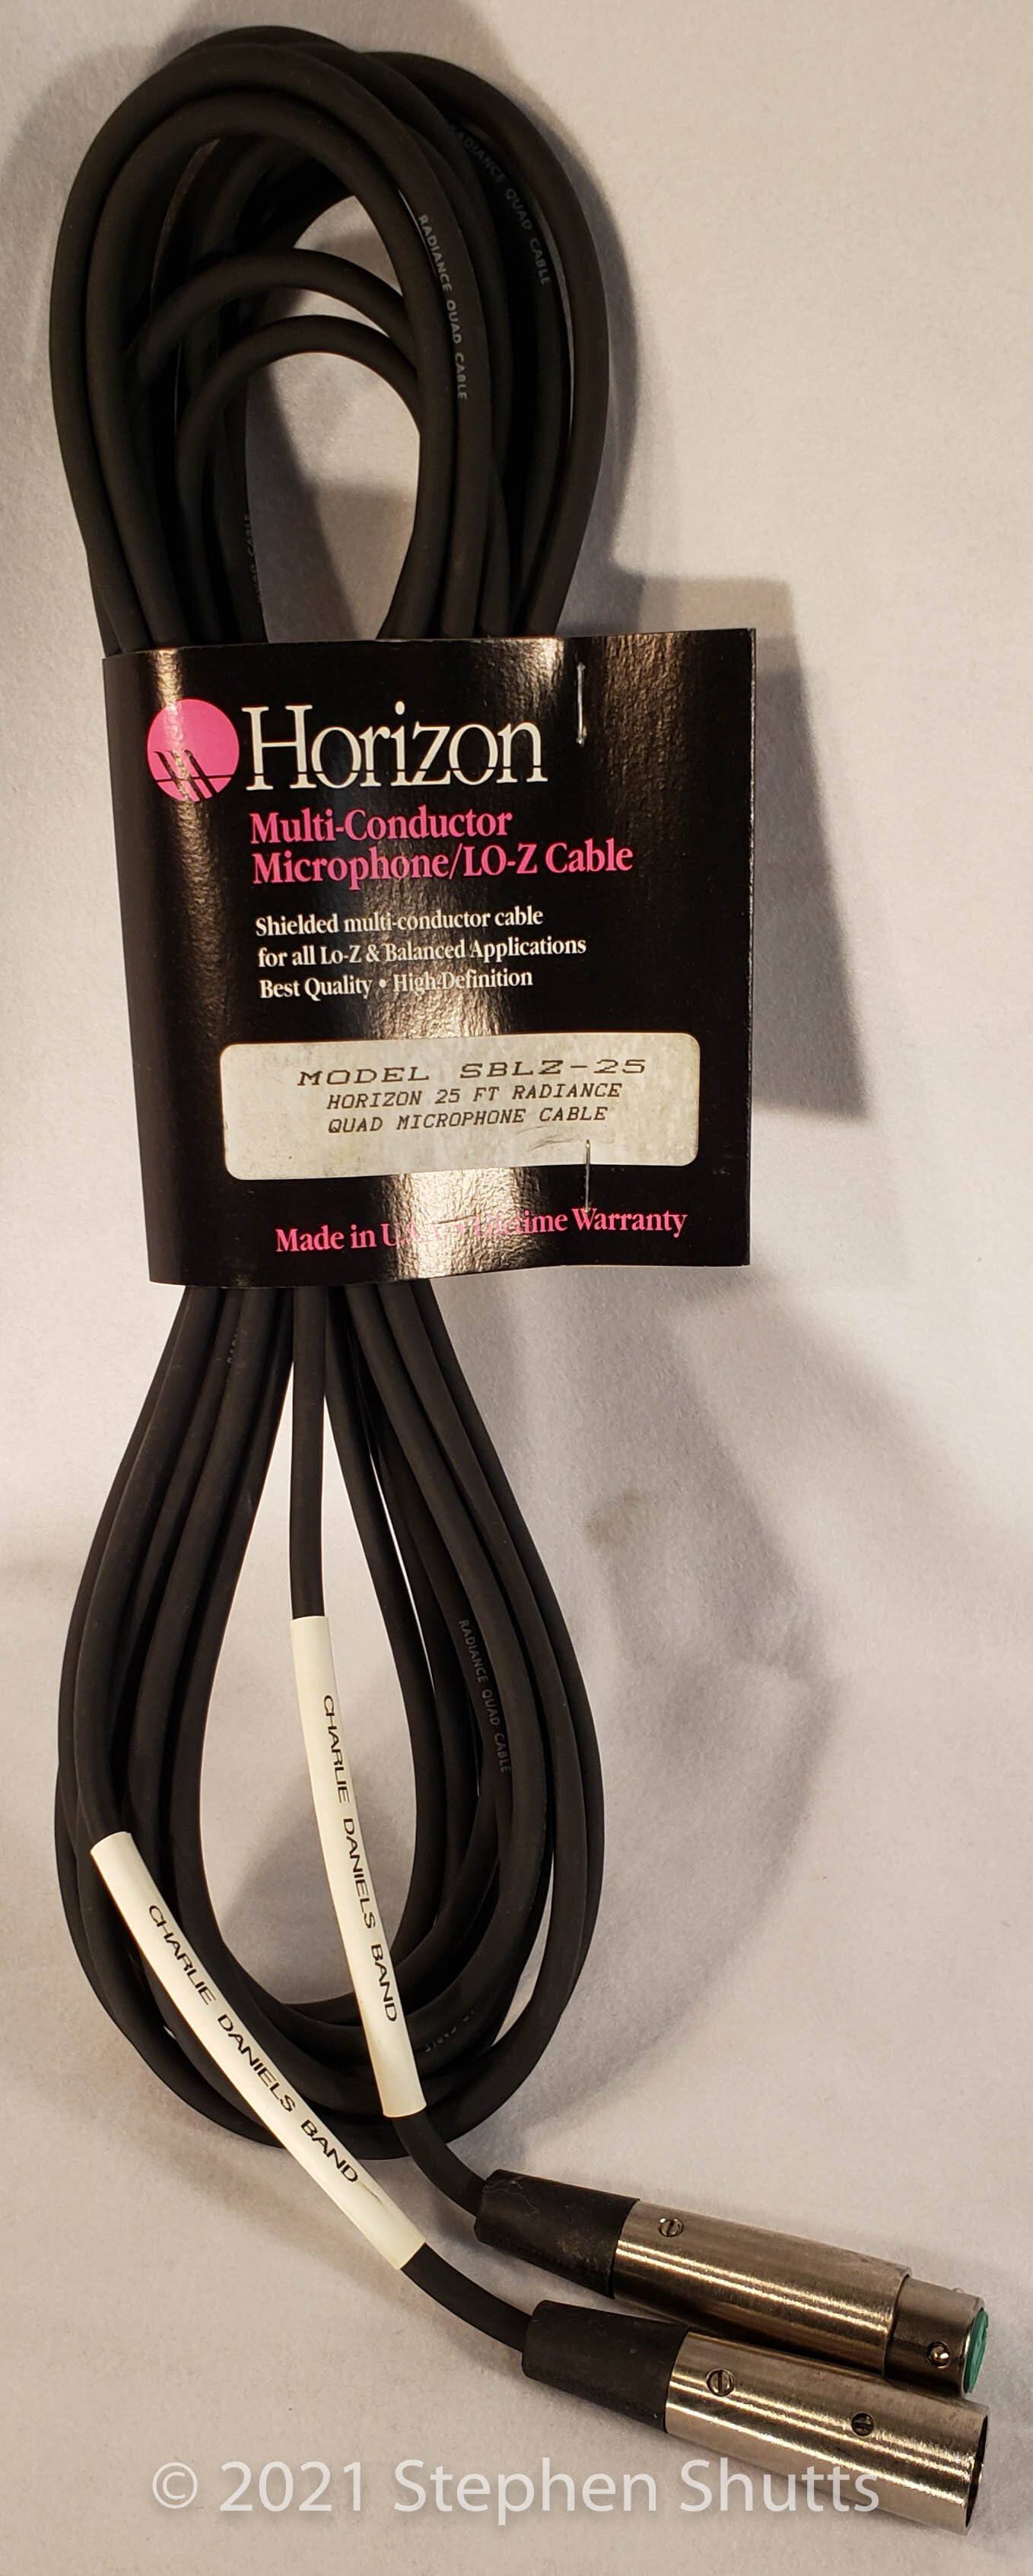 RADIANCE QUAD CABLE
RADIANCE QUAD CABLE
CABLE
Horizon
Multi-Conductor
Microphone/LO-Z Cable
Shielded multi-conductor cable
for all Lo-Z & Balanced Applications
Best Quality • High-Definition
MODEL SBLZ-25
HORIZON 25 FT RADIANCE
QUAD MICROPHONE CABLE
Made in U.S.A. • Lifetime Warranty
RADIANCE QUAD CABLE
CHARLIE DANIELS BAND
CHARLIE DANIELS BAND
© 2021 Stephen Shutts